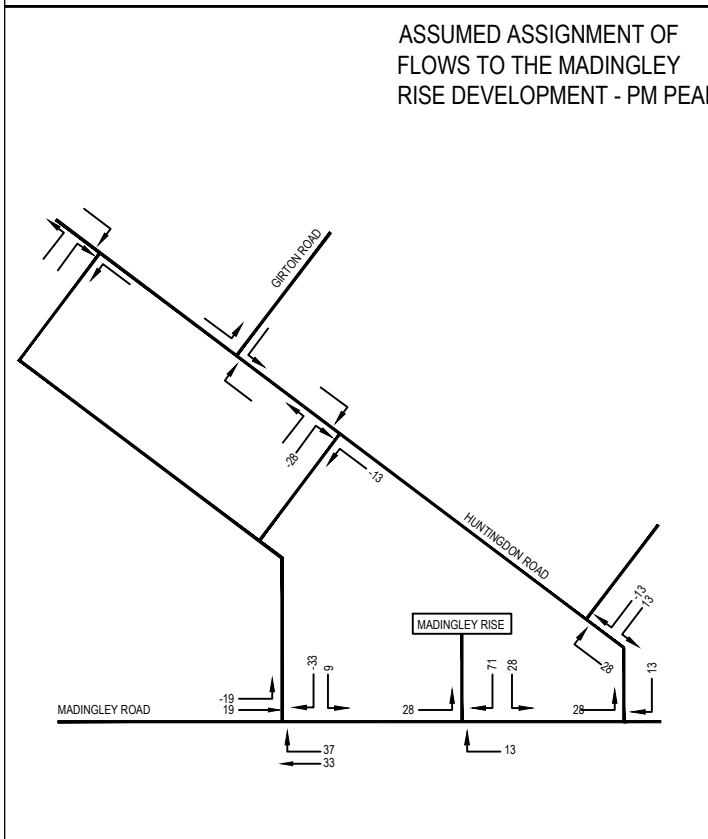 ASSUMED ASSIGNMENT OF
FLOWS TO THE MADINGLEY
RISE DEVELOPMENT - PM PEAK
GIRTON ROAD
-28
-13
HUNTINGDON ROAD
-13
13
-28
MADINGLEY RISE
-19
19
-33
9
28
71
28
28
13
MADINGLEY ROAD
37
33
13